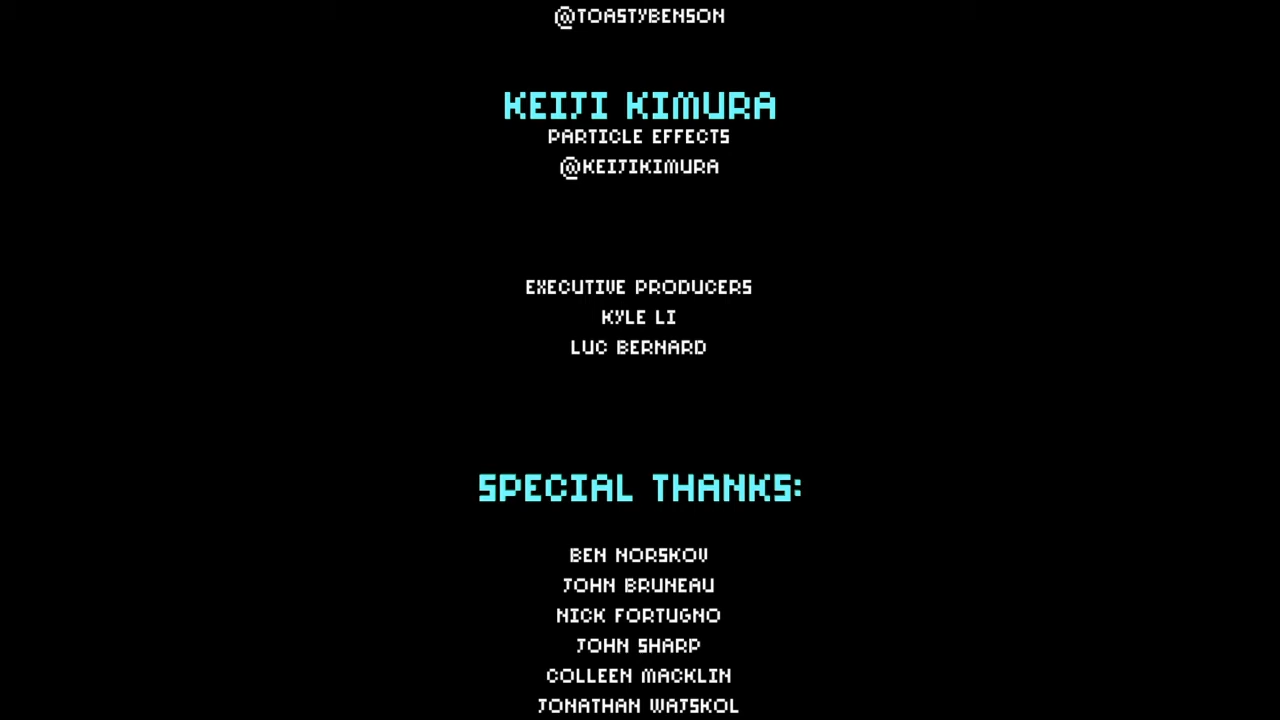 @TOASTYBENSON
KEIJI KIMURA
PARTICLE EFFECTS
@KEIJIKIMURA
EXECUTIVE PRODUCERS
KYLE LI
LUC BERNARD
SPECIAL THANKS:
BEN NORSKOV
JOHN BRUNEAU
NICK FORTUGNO
JOHN SHARP
COLLEEN MACKLIN
JONATHAN WAJSKOL